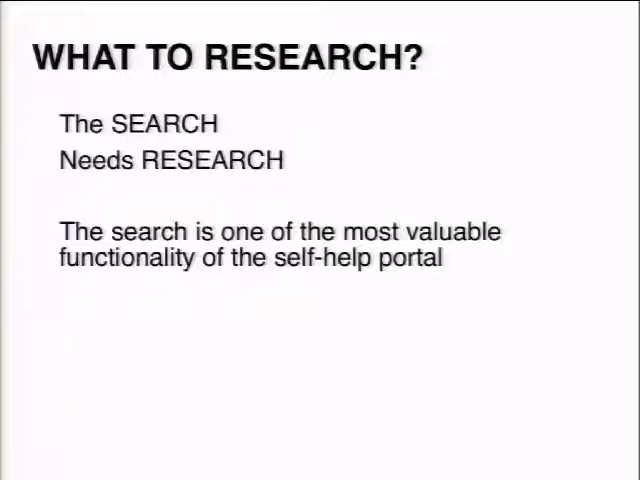 WHAT TO RESEARCH?
The SEARCH
Needs RESEARCH
The search is one of the most valuable
functionality of the self-help portal